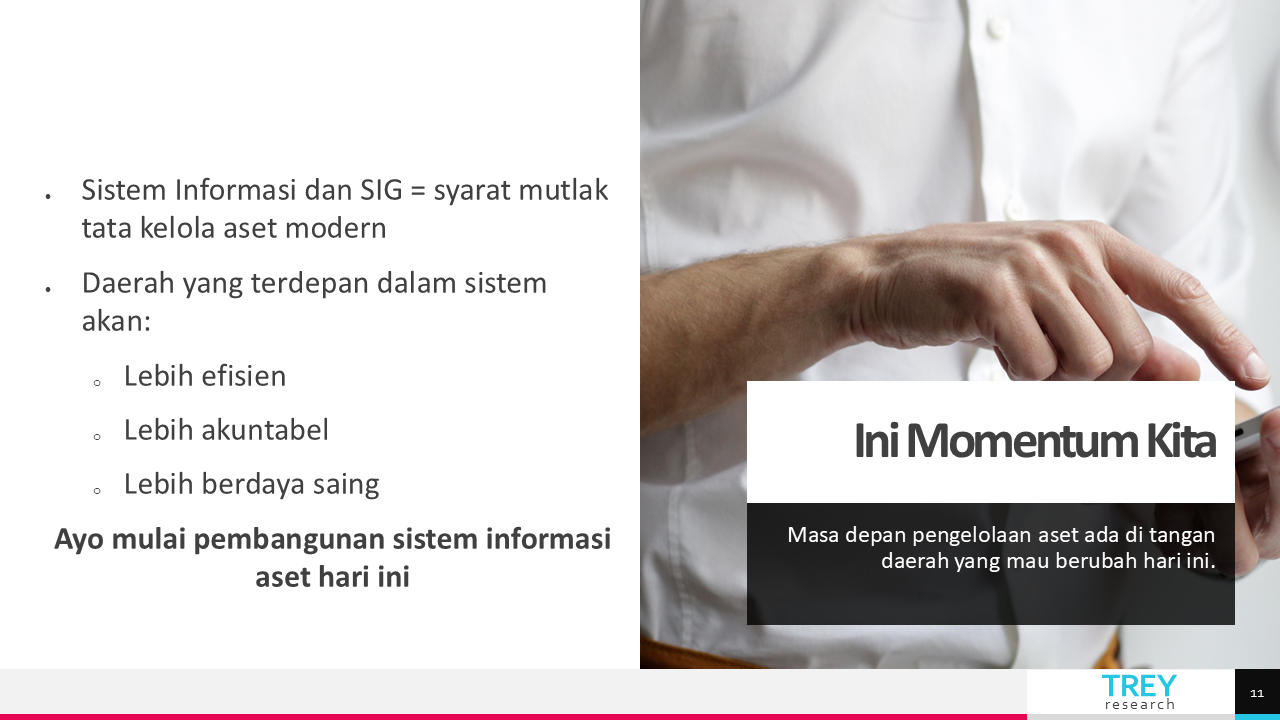 • Sistem Informasi dan SIG = syarat mutlak
tata kelola aset modern
• Daerah yang terdepan dalam sistem
akan:
○ Lebih efisien
○ Lebih akuntabel
○ Lebih berdaya saing
Ayo mulai pembangunan sistem informasi
aset hari ini
Ini Momentum Kita
Masa depan pengelolaan aset ada di tangan
daerah yang mau berubah hari ini.
TREY
research
11